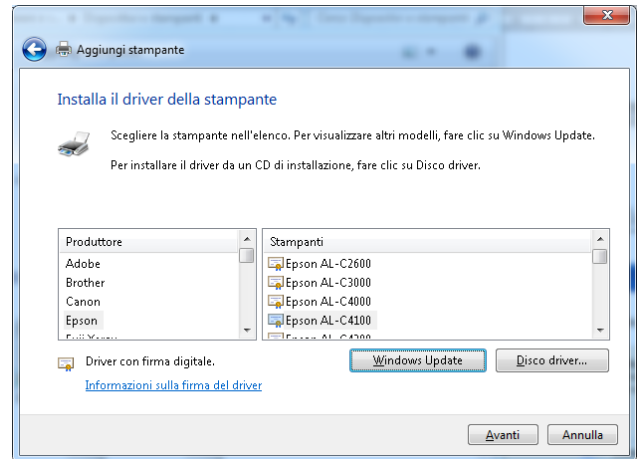 Aggiungi stampante
Installa il driver della stampante
Scegliere la stampante nell'elenco. Per visualizzare altri modelli, fare clic su Windows Update.
Per installare il driver da un CD di installazione, fare clic su Disco driver.
Produttore
Adobe
Brother
Canon
Epson
Stampanti
Epson AL-C2600
Epson AL-C3000
Epson AL-C4000
Epson AL-C4100
Driver con firma digitale.
Informazioni sulla firma del driver
Windows Update
Disco driver...
Avanti
Annulla